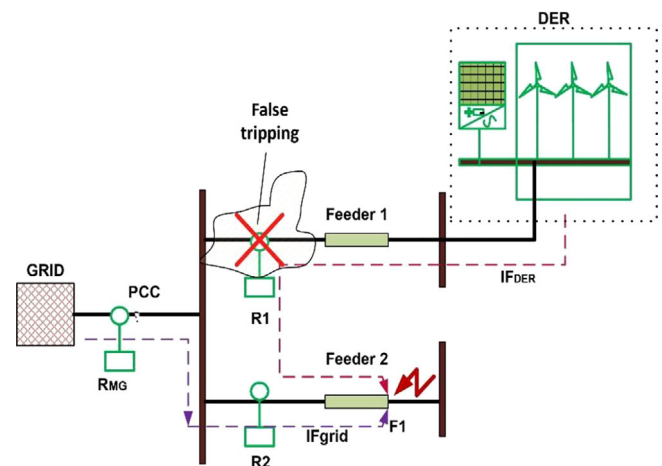 DER
False
tripping
Feeder 1
GRID
PCC
IFDER
R1
RMG
Feeder 2
IFgrid
F1
R2